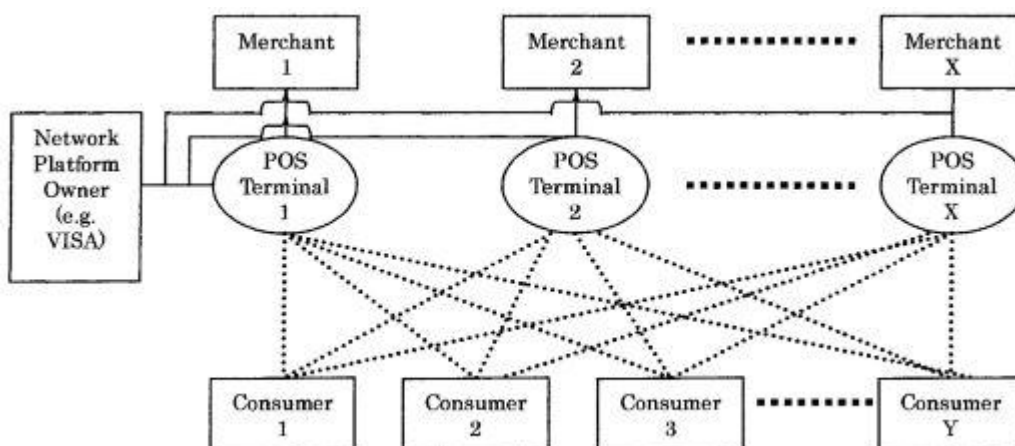 Merchant
1
Merchant
2
Merchant
X
Network
Platform
Owner
(e.g.
VISA)
POS
Terminal
1
POS
Terminal
2
POS
Terminal
X
Consumer
1
Consumer
2
Consumer
3
Consumer
Y